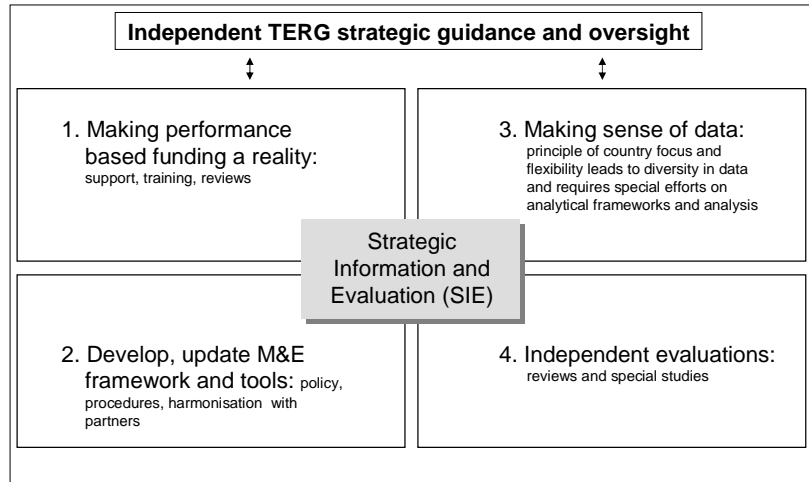 Independent TERG strategic guidance and oversight
1. Making performance
based funding a reality:
support, training, reviews
3. Making sense of data:
principle of country focus and
flexibility leads to diversity in data
and requires special efforts on
analytical frameworks and analysis
Strategic
Information and
Evaluation (SIE)
2. Develop, update M&E
framework and tools: policy,
procedures, harmonisation with
partners
4. Independent evaluations:
reviews and special studies